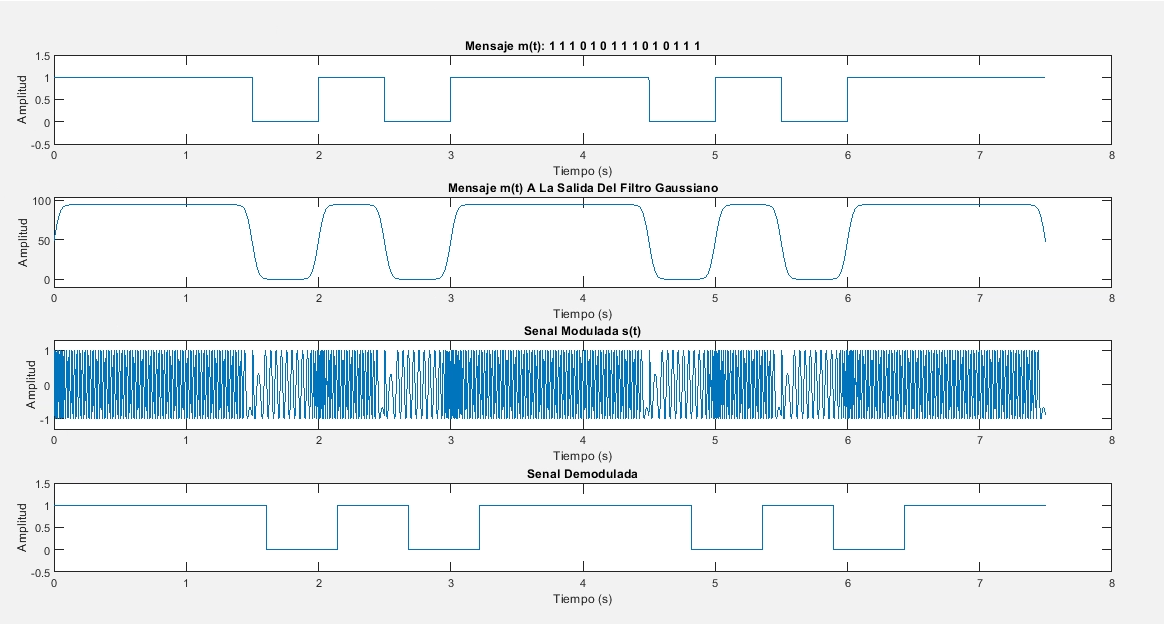 Mensaje m(t): 1 1 1 0 1 0 1 1 1 0 1 0 1 1 1
Amplitud
1.5
1
0.5
0
-0.5
0 1 2 3 4 5 6 7 8
Tiempo (s)
Mensaje m(t) A La Salida Del Filtro Gaussiano
Amplitud
100
50
0
0 1 2 3 4 5 6 7 8
Tiempo (s)
Senal Modulada s(t)
Amplitud
1
0
-1
0 1 2 3 4 5 6 7 8
Tiempo (s)
Senal Demodulada
Amplitud
1.5
1
0.5
0
-0.5
0 1 2 3 4 5 6 7 8
Tiempo (s)